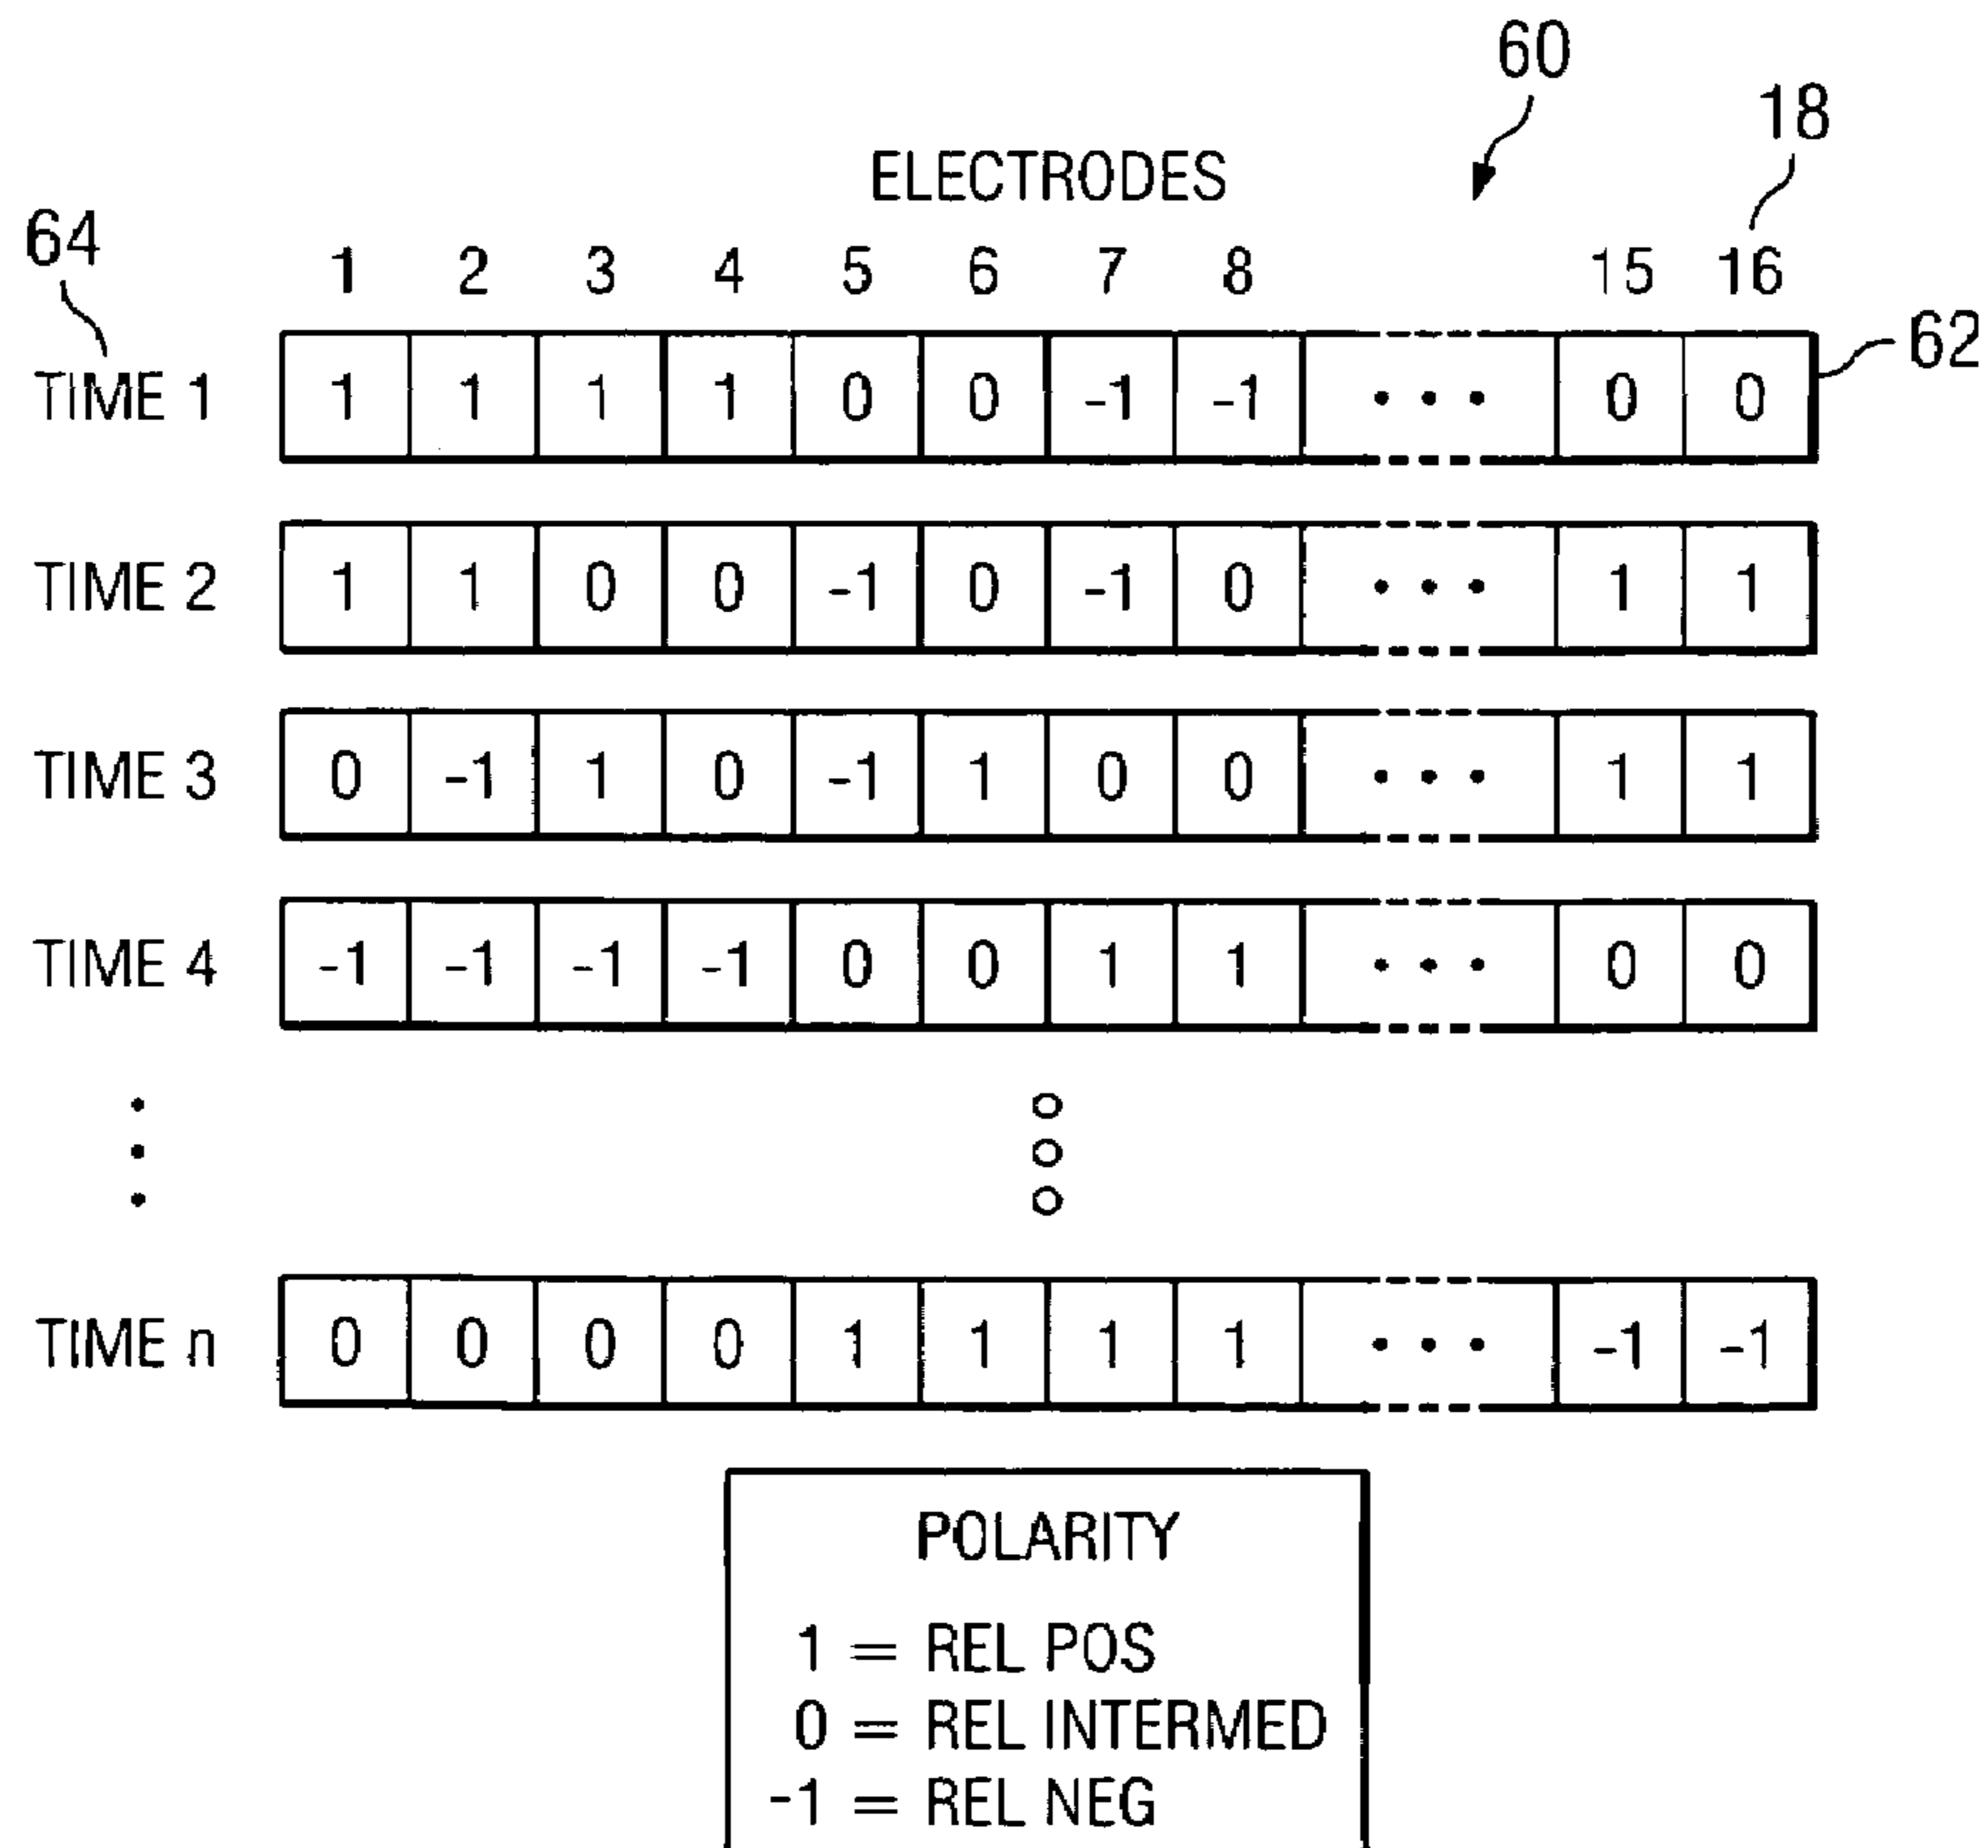 60
18
ELECTRODES
64
1 2 3 4 5 6 7 8 15 16
62
TIME 1 1 1 1 1 0 0 -1 -1 • • • 0 0
TIME 2 1 1 0 0 -1 0 -1 0 • • • 1 1
TIME 3 0 -1 1 0 -1 1 0 0 • • • 1 1
TIME 4 -1 -1 -1 -1 0 0 1 1 • • • 0 0
TIME n 0 0 0 0 1 1 1 1 • • • -1 -1
POLARITY
1 = REL POS
0 = REL INTERMED
-1 = REL NEG